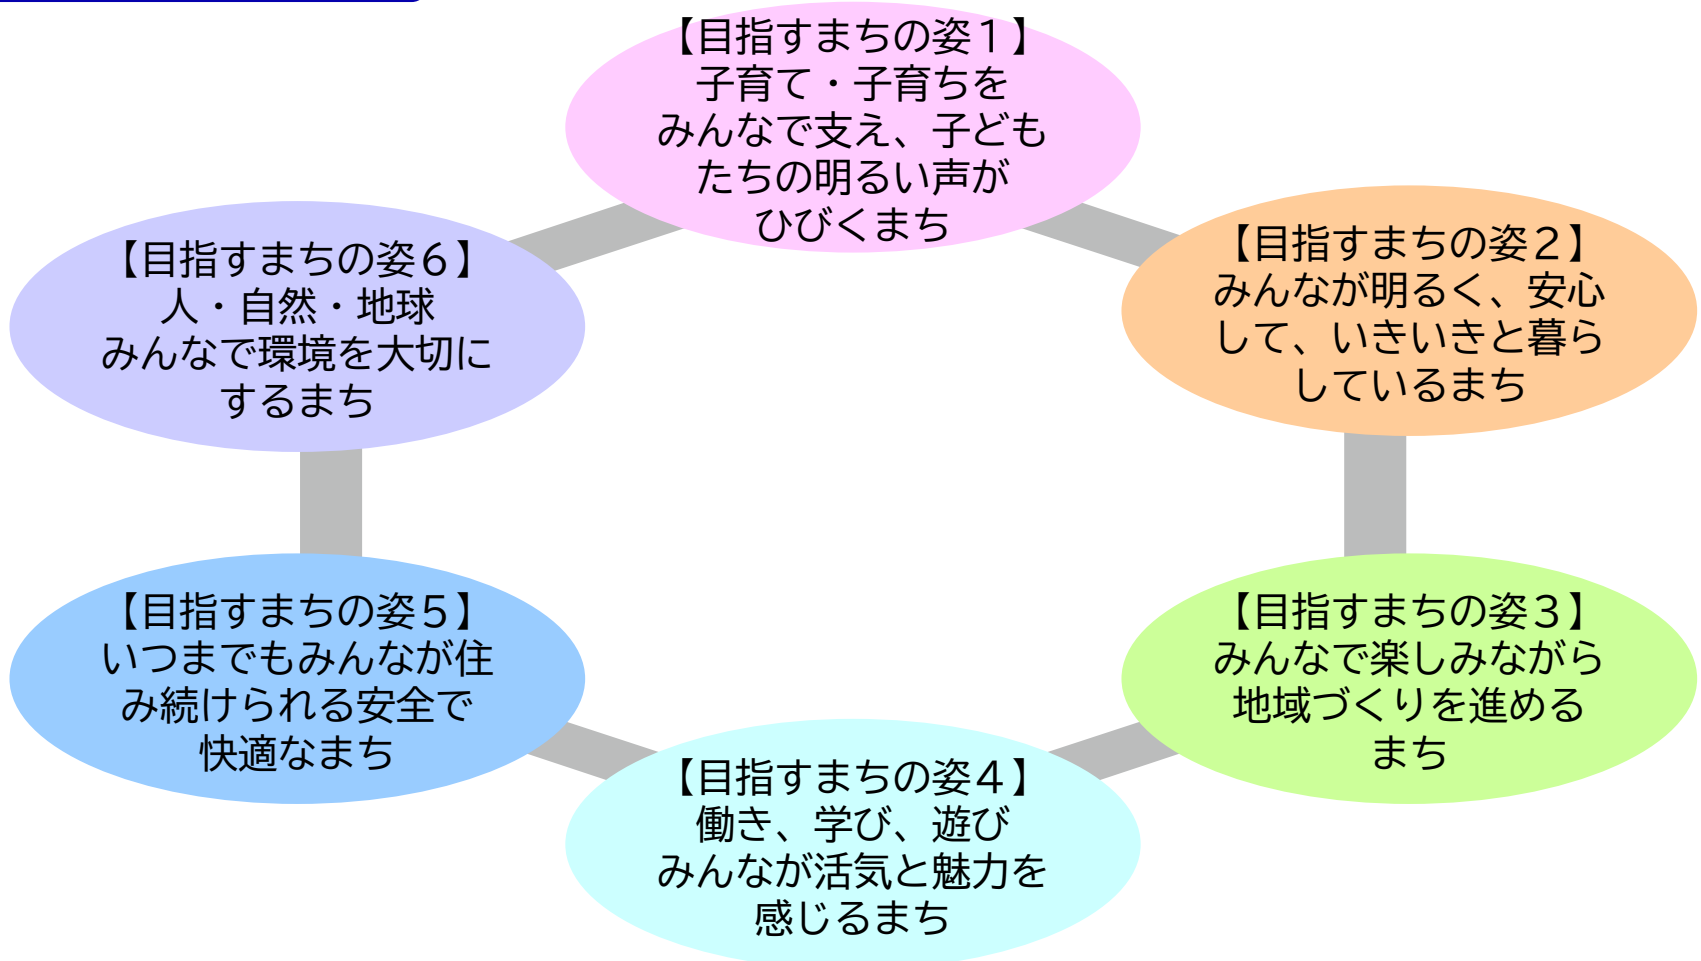 【目指すまちの姿１】
子育て・子育ちを
みんなで支え、子ども
たちの明るい声が
ひびくまち
【目指すまちの姿２】
みんなが明るく、安心
して、いきいきと暮ら
しているまち
【目指すまちの姿３】
みんなで楽しみながら
地域づくりを進める
まち
【目指すまちの姿４】
働き、学び、遊び
みんなが活気と魅力を
感じるまち
【目指すまちの姿５】
いつまでもみんなが住
み続けられる安全で
快適なまち
【目指すまちの姿６】
人・自然・地球
みんなで環境を大切に
するまち